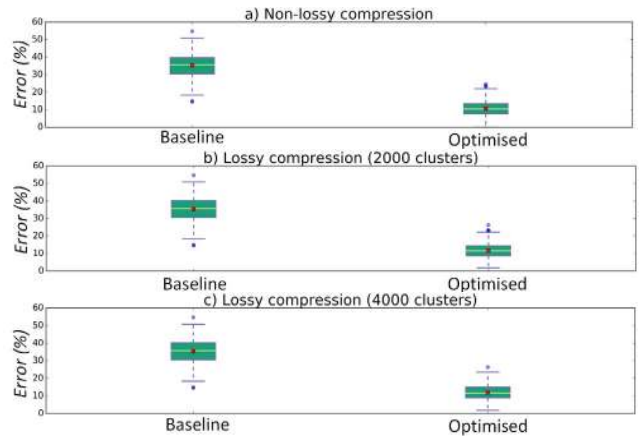 a) Non-lossy compression
Error (%)
60
50
40
30
20
10
0
Baseline Optimised
b) Lossy compression (2000 clusters)
Error (%)
60
50
40
30
20
10
0
Baseline Optimised
c) Lossy compression (4000 clusters)
Error (%)
60
50
40
30
20
10
0
Baseline Optimised